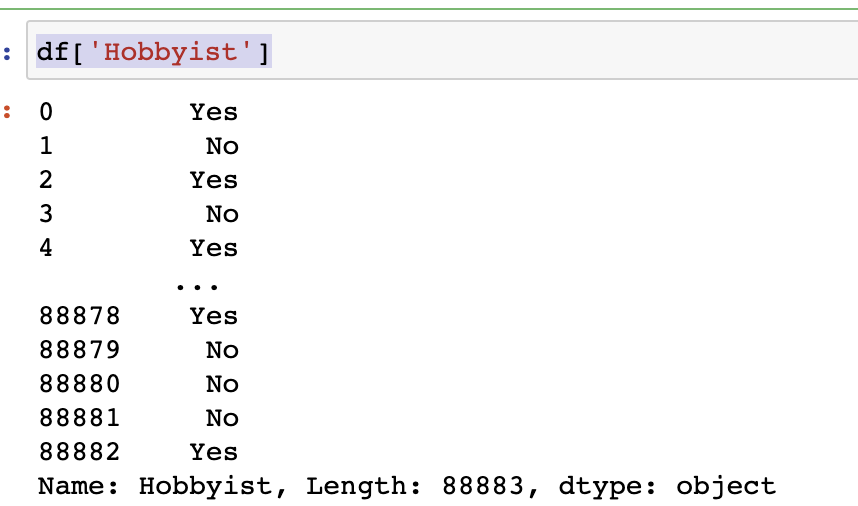 : df['Hobbyist']
: 0 Yes
1 No
2 Yes
3 No
4 Yes
...
88878 Yes
88879 No
88880 No
88881 No
88882 Yes
Name: Hobbyist, Length: 88883, dtype: object